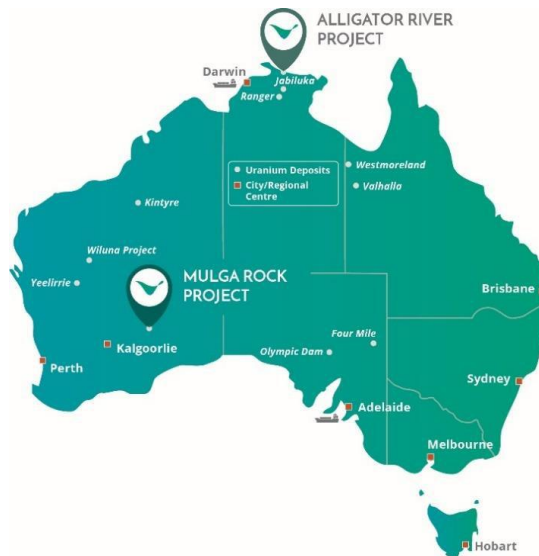 ALLIGATOR RIVER
PROJECT
Darwin
Jabiluka
Ranger
Uranium Deposits
City/Regional
Centre
Westmoreland
Valhalla
Kintyre
Wiluna Project
Yeelirrie
MULGA ROCK
PROJECT
Brisbane
Four Mile
Olympic Dam
Kalgoorlie
Perth
Sydney
Adelaide
Melbourne
Hobart